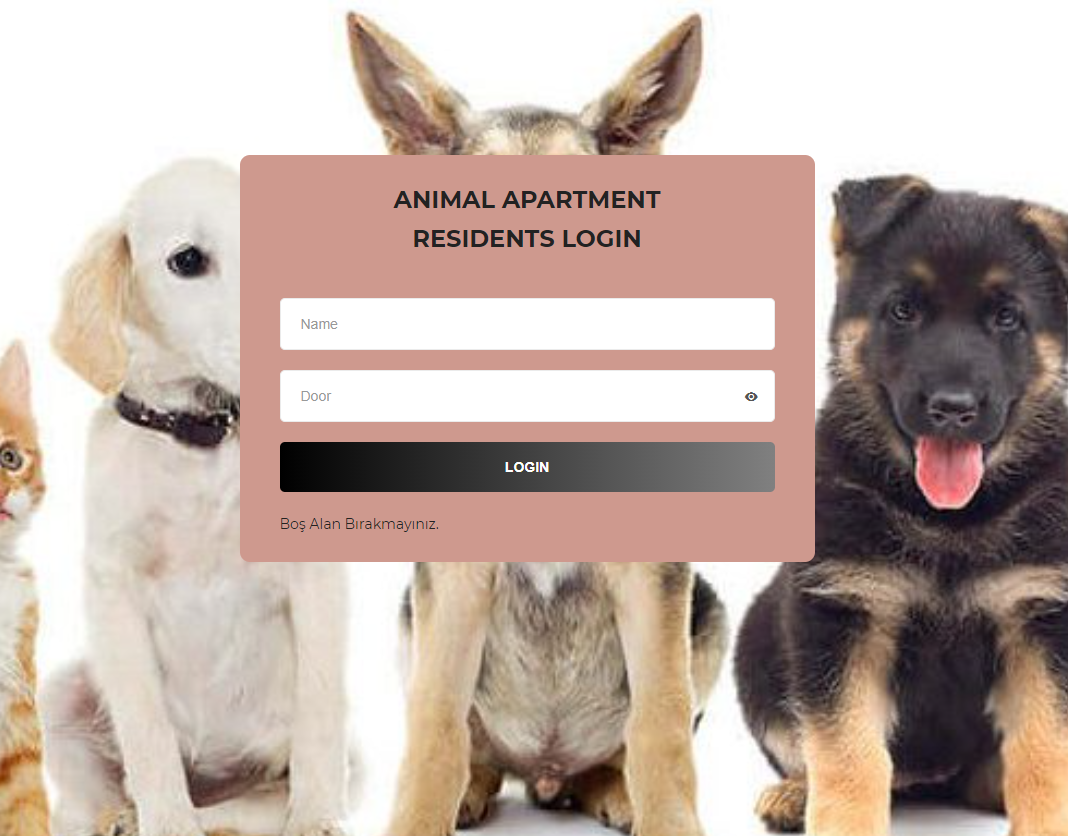 ANIMAL APARTMENT
RESIDENTS LOGIN
Name
Door
LOGIN
Boş Alan Bırakmayınız.